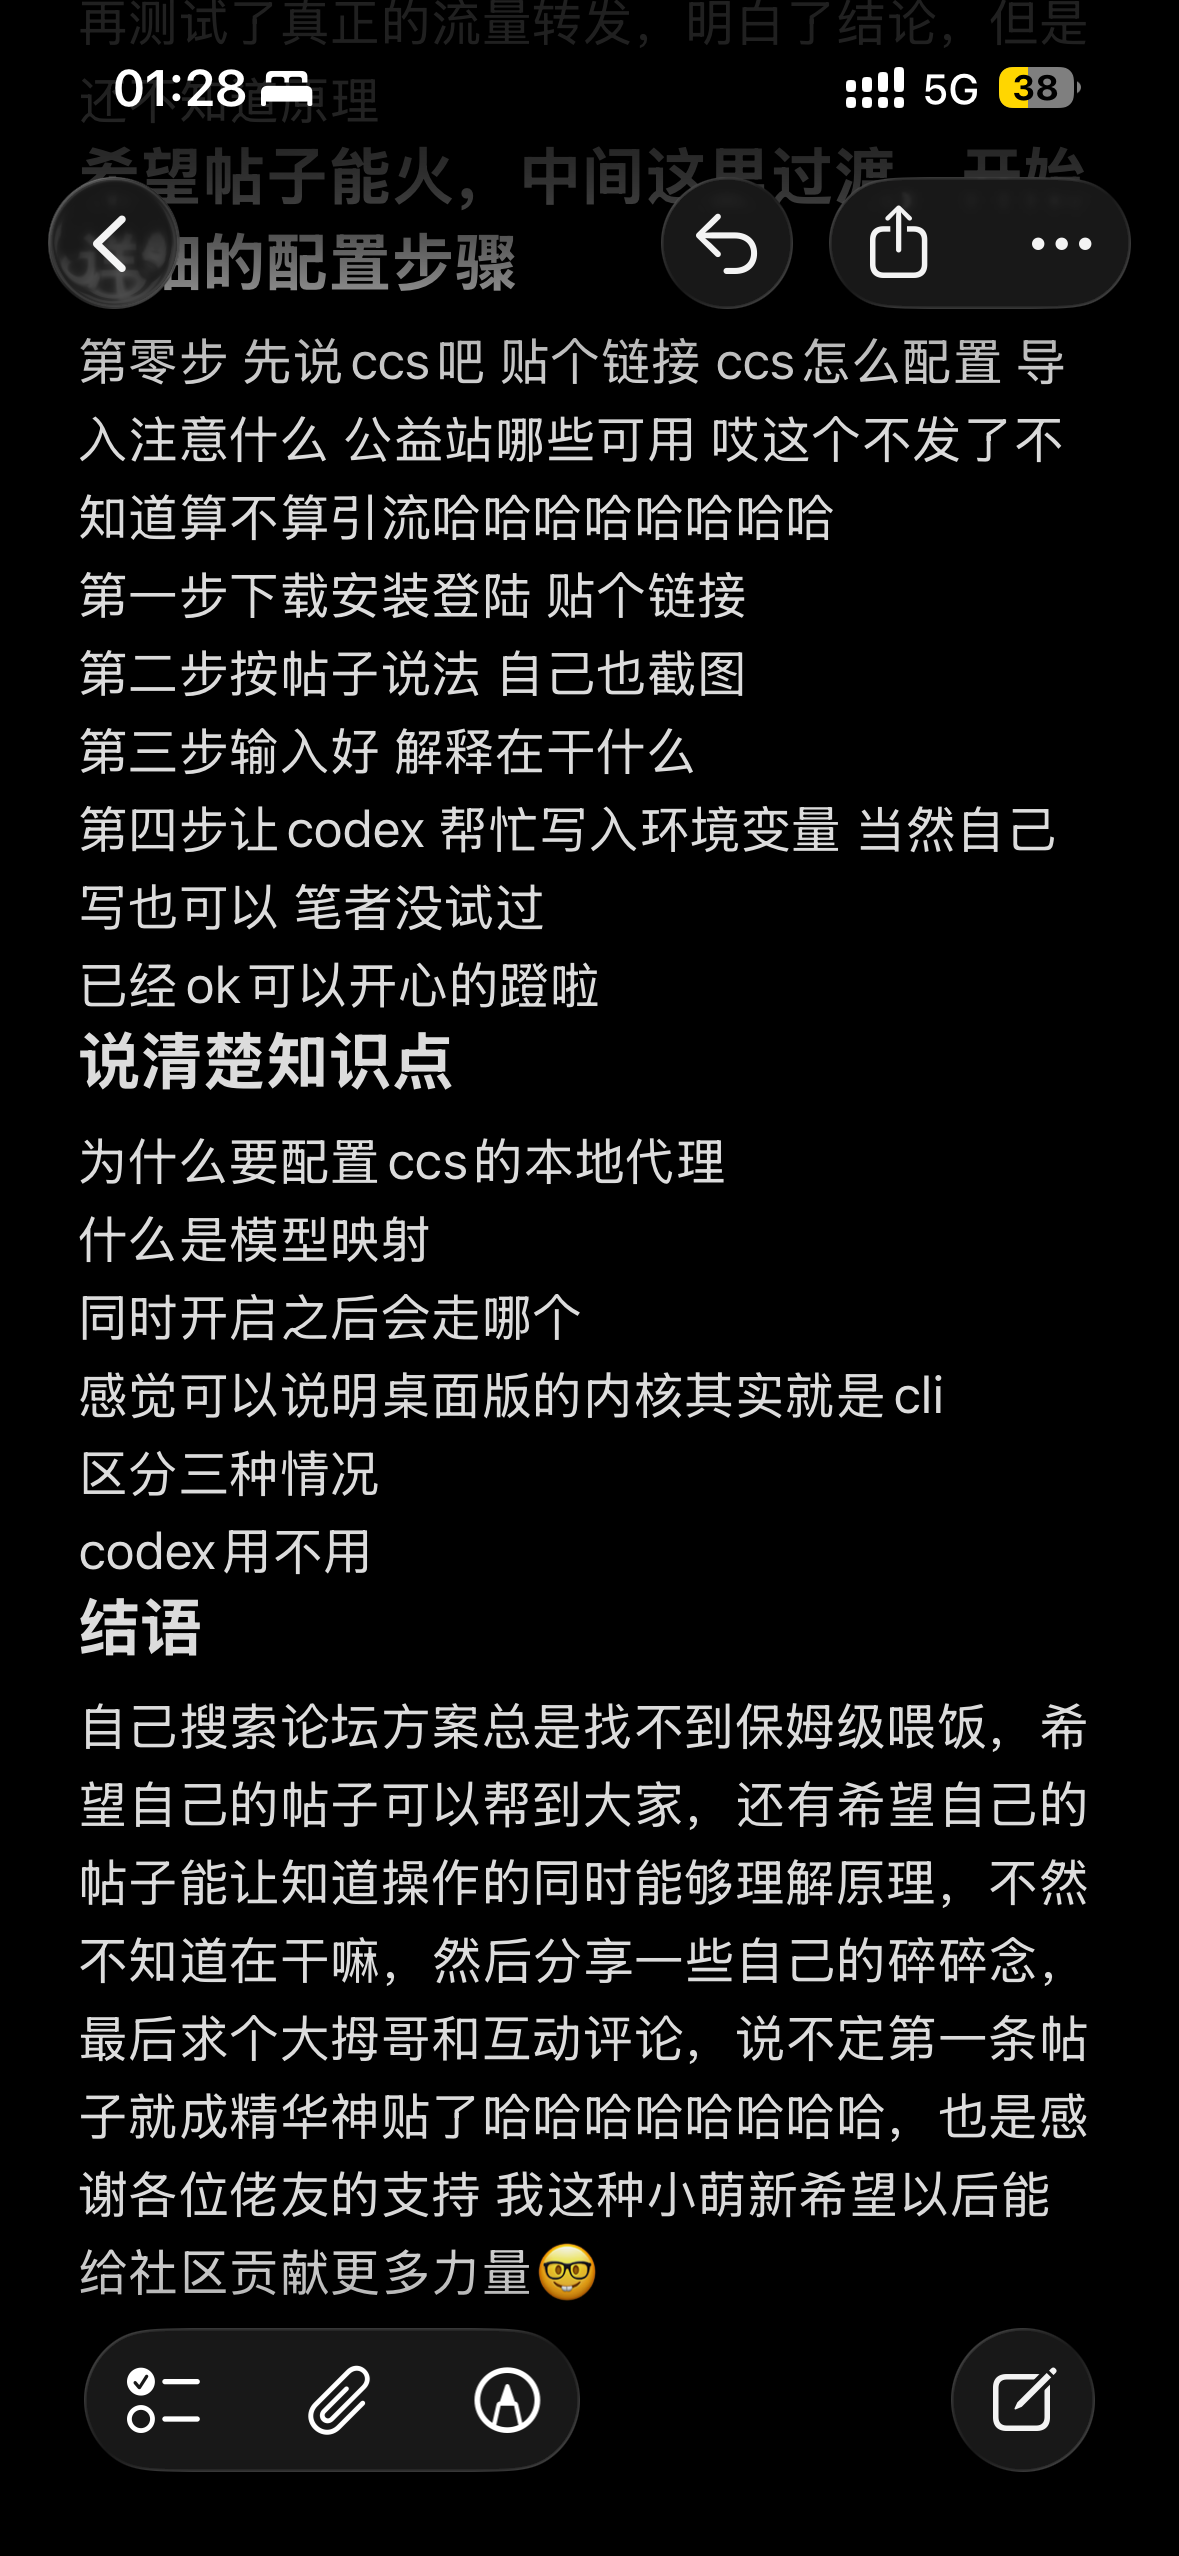 再测试了真正的流量转发，明白了结论，但是
还不知道原理
01:28
5G
38
希望帖子能火，中间这里过渡，开始
详细的配置步骤
第零步 先说ccs吧 贴个链接 ccs怎么配置 导
入注意什么 公益站哪些可用 哎这个不发了不
知道算不算引流哈哈哈哈哈哈哈哈
第一步下载安装登陆 贴个链接
第二步按帖子说法 自己也截图
第三步输入好 解释在干什么
第四步让codex 帮忙写入环境变量 当然自己
写也可以 笔者没试过
已经ok可以开心的蹬啦
说清楚知识点
为什么要配置ccs的本地代理
什么是模型映射
同时开启之后会走哪个
感觉可以说明桌面版的内核其实就是cli
区分三种情况
codex用不用
结语
自己搜索论坛方案总是找不到保姆级喂饭，希
望自己的帖子可以帮到大家，还有希望自己的
帖子能让知道操作的同时能够理解原理，不然
不知道在干嘛，然后分享一些自己的碎碎念，
最后求个大拇哥和互动评论，说不定第一条帖
子就成精华神贴了哈哈哈哈哈哈哈哈，也是感
谢各位佬友的支持 我这种小萌新希望以后能
给社区贡献更多力量🤓